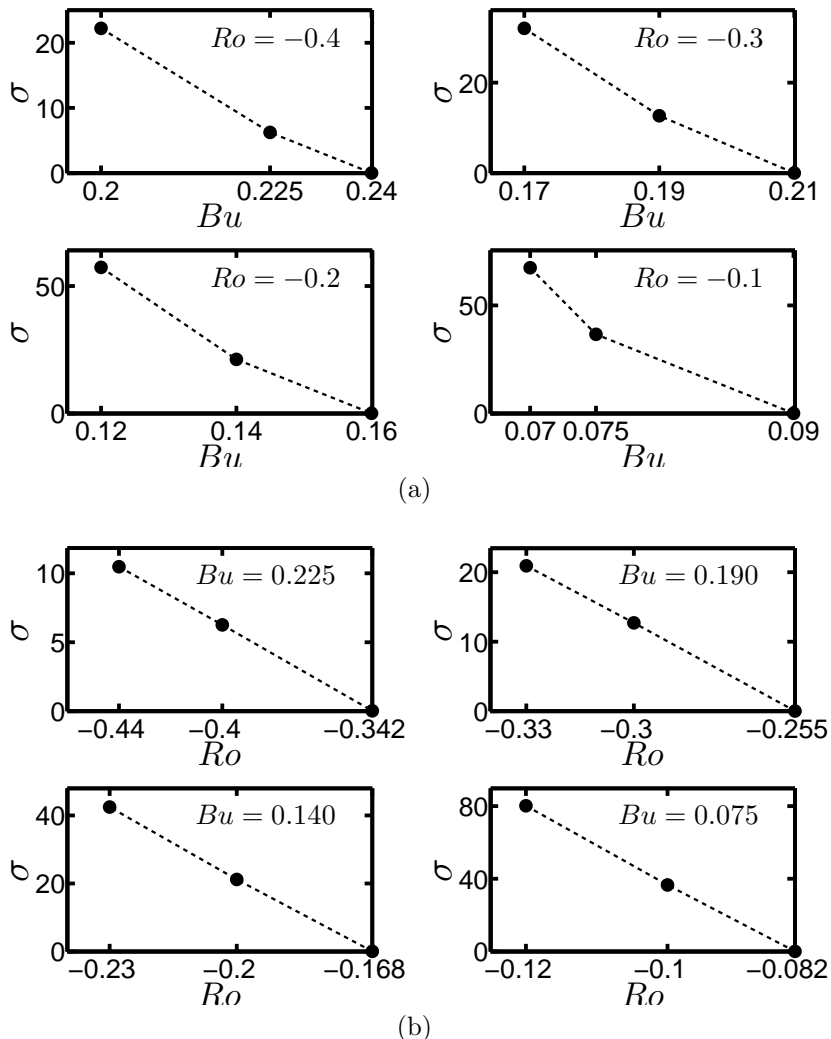 Ro = −0.4
σ
20
10
0
0.2
0.225
0.24
Bu
Ro = −0.3
σ
20
0
0.17
0.19
0.21
Bu
Ro = −0.2
σ
50
0
0.12
0.14
0.16
Bu
Ro = −0.1
σ
50
0
0.07
0.075
0.09
Bu
(a)
Bu = 0.225
σ
10
5
0
−0.44
−0.4
−0.342
Ro
Bu = 0.190
σ
20
10
0
−0.33
−0.3
−0.255
Ro
Bu = 0.140
σ
40
20
0
−0.23
−0.2
−0.168
Ro
Bu = 0.075
σ
80
40
0
−0.12
−0.1
−0.082
Ro
(b)